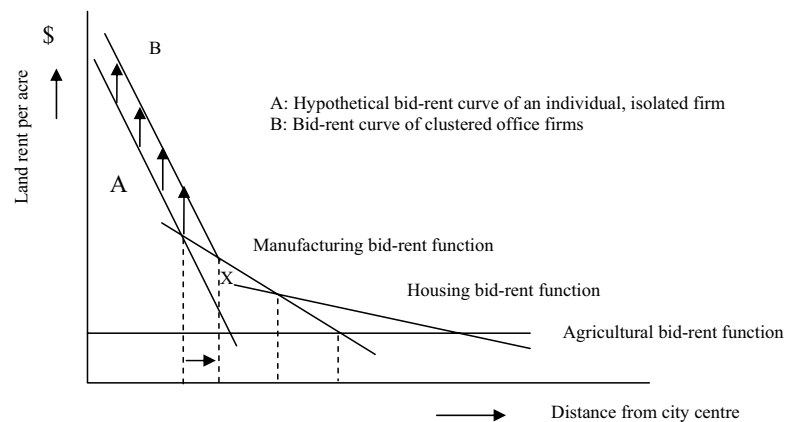 $
B
Land rent per acre
A: Hypothetical bid-rent curve of an individual, isolated firm
B: Bid-rent curve of clustered office firms
A
Manufacturing bid-rent function
X
Housing bid-rent function
Agricultural bid-rent function
Distance from city centre